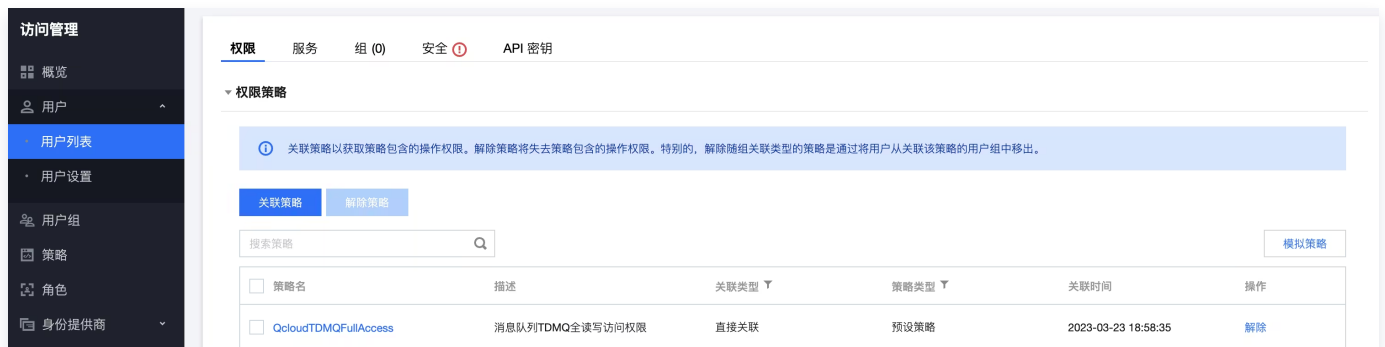 访问管理
概览
用户
用户列表
用户设置
用户组
策略
角色
身份提供商
权限 服务 组 (0) 安全 API 密钥
权限策略
关联策略以获取策略包含的操作权限。解除策略将失去策略包含的操作权限。特别的，解除随组关联类型的策略是通过将用户从关联该策略的用户组中移出。
关联策略 解除策略
搜索策略 模拟策略
策略名 描述 关联类型 策略类型 关联时间 操作
QcloudTDMQFullAccess 消息队列TDMQ全读写访问权限 直接关联 预设策略 2023-03-23 18:58:35 解除